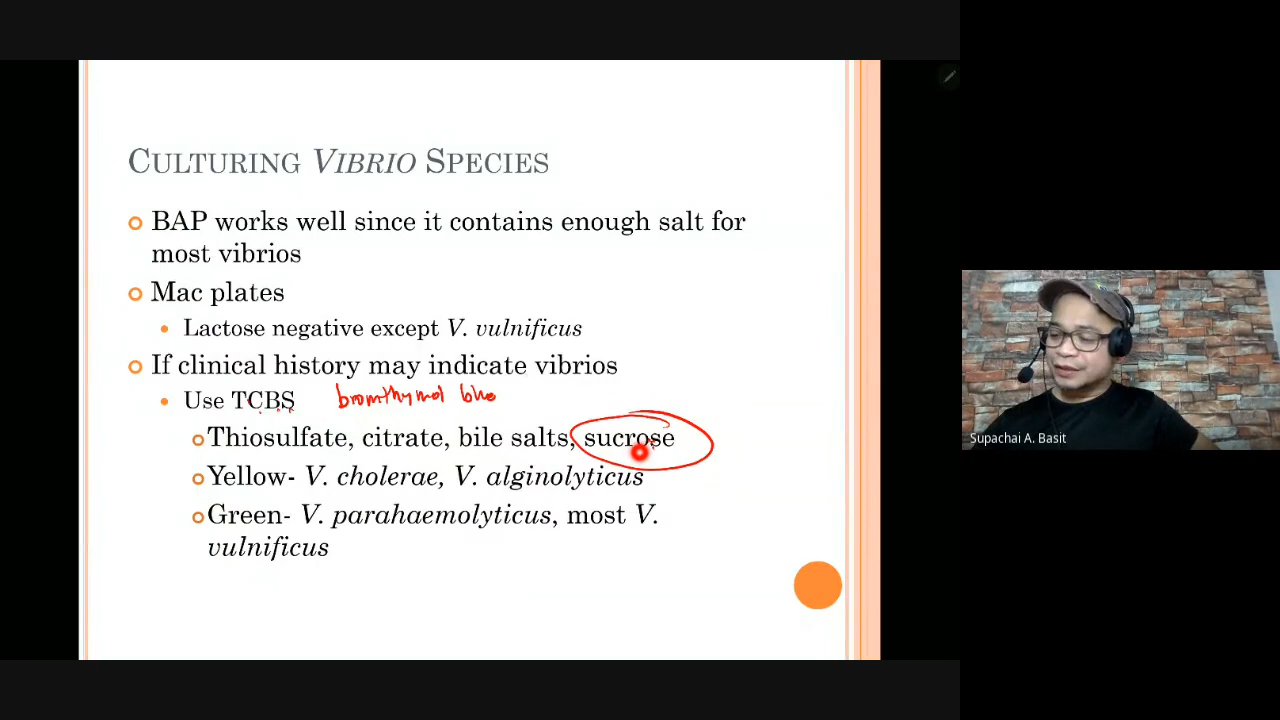 CULTURING VIBRIO SPECIES
BAP works well since it contains enough salt for
most vibrios
Mac plates
Lactose negative except V. vulnificus
If clinical history may indicate vibrios
Use TCBS bromthymol blue
Thiosulfate, citrate, bile salts, sucrose
Yellow- V. cholerae, V. alginolyticus
Green- V. parahaemolyticus, most V.
vulnificus
Supachai A. Basit